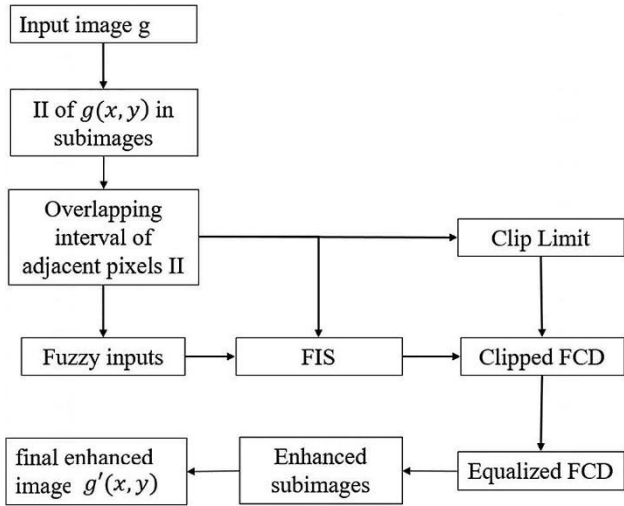 Input image g
II of g(x, y) in
subimages
Overlapping
interval of
adjacent pixels II
Clip Limit
Fuzzy inputs
FIS
Clipped FCD
final enhanced
image g′(x, y)
Enhanced
subimages
Equalized FCD